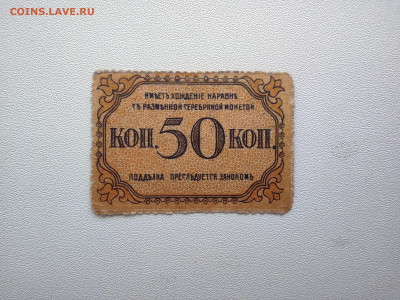 COINS.LAVE.RU
ИМѢЕТЪ ХОЖДЕНІЕ НАРАВНѢ
СЪ РАЗМѢННОЙ СЕРЕБРЯНОЙ МОНЕТОЙ
КОП. 50 КОП.
ПОДДѢЛКА ПРЕСЛѢДУЕТСЯ ЗАКОНОМЪ